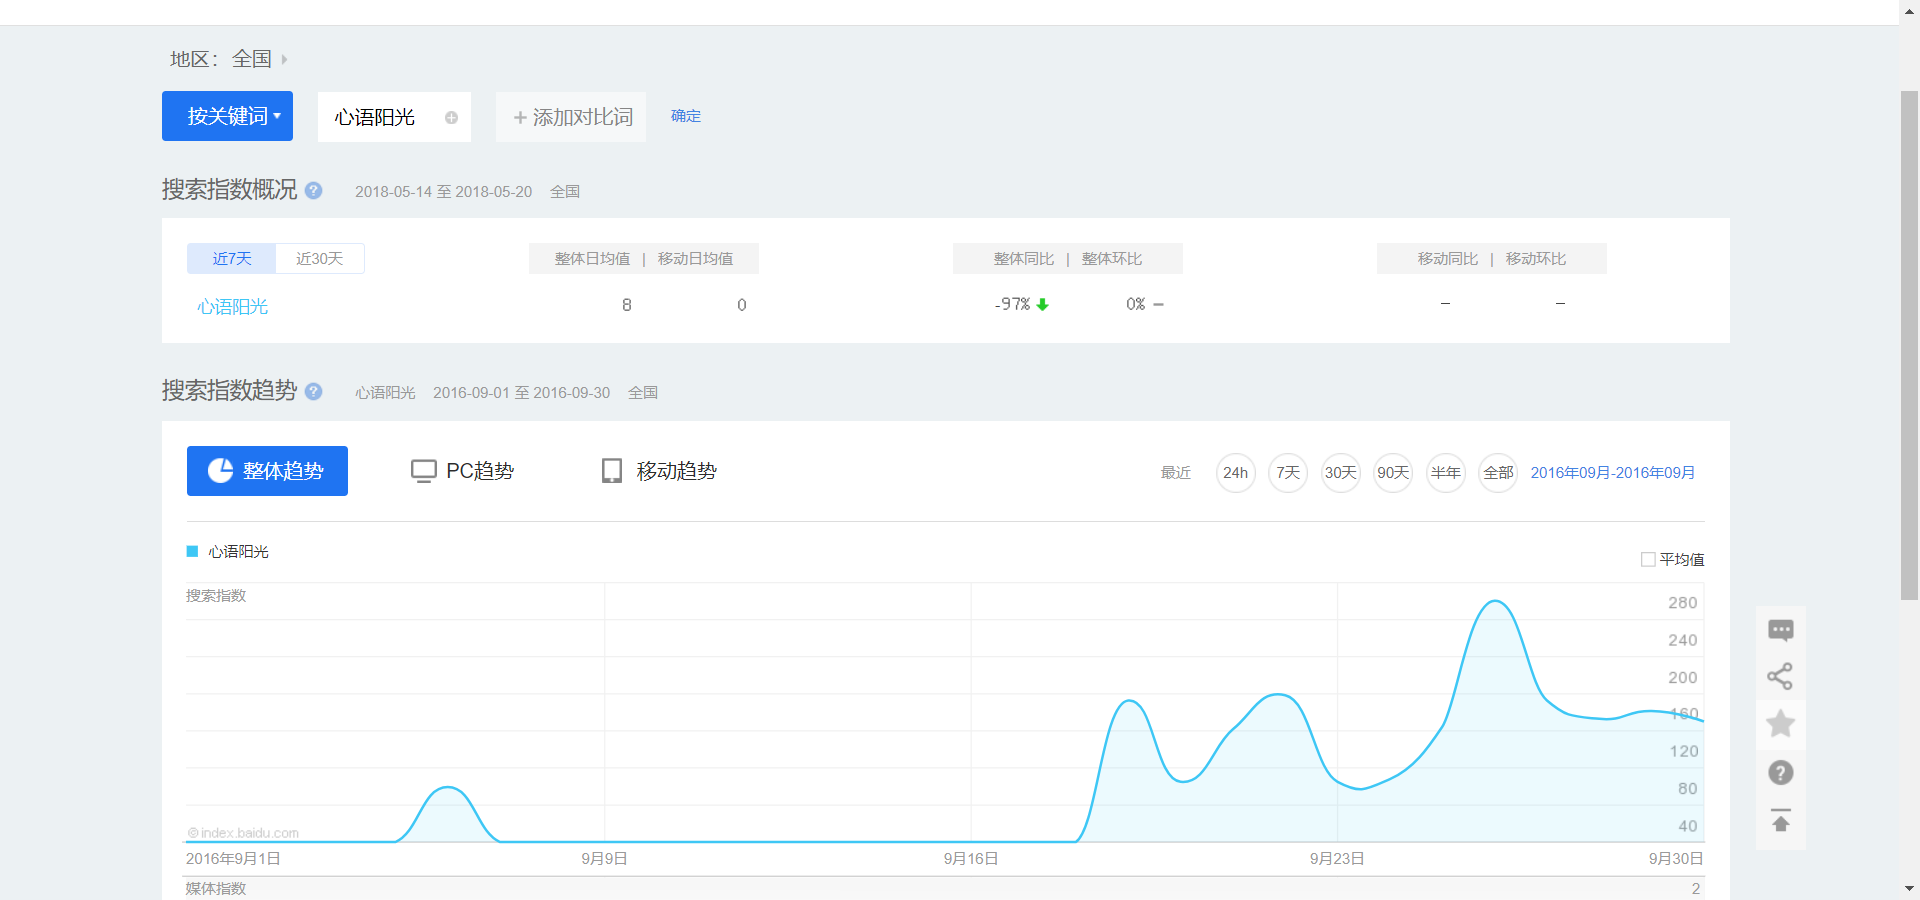 地区： 全国
按关键词 心语阳光 添加对比词 确定
搜索指数概况 ? 2018-05-14 至 2018-05-20 全国
近7天 近30天 整体日均值 | 移动日均值 整体同比 | 整体环比 移动同比 | 移动环比
心语阳光 8 0 -97% 0% – – –
搜索指数趋势 ? 心语阳光 2016-09-01 至 2016-09-30 全国
整体趋势 PC趋势 移动趋势 最近 24h 7天 30天 90天 半年 全部 2016年09月-2016年09月
心语阳光
平均值
搜索指数
280
240
200
160
120
80
40
©index.baidu.com
2016年9月1日 9月9日 9月16日 9月23日 9月30日
媒体指数 2